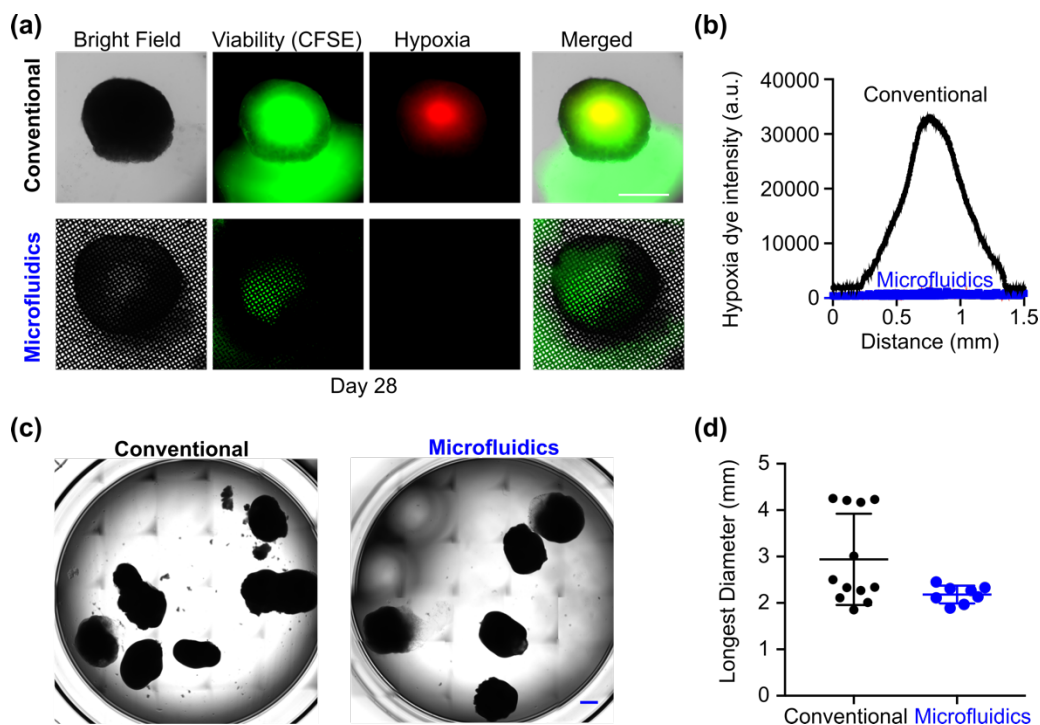 (a)
Bright Field Viability (CFSE) Hypoxia Merged
Conventional
Microfluidics
Day 28
(b)
Hypoxia dye intensity (a.u.)
40000
30000
20000
10000
0
Conventional
Microfluidics
0 0.5 1 1.5
Distance (mm)
(c)
Conventional Microfluidics
(d)
Longest Diameter (mm)
5
4
3
2
1
0
Conventional Microfluidics